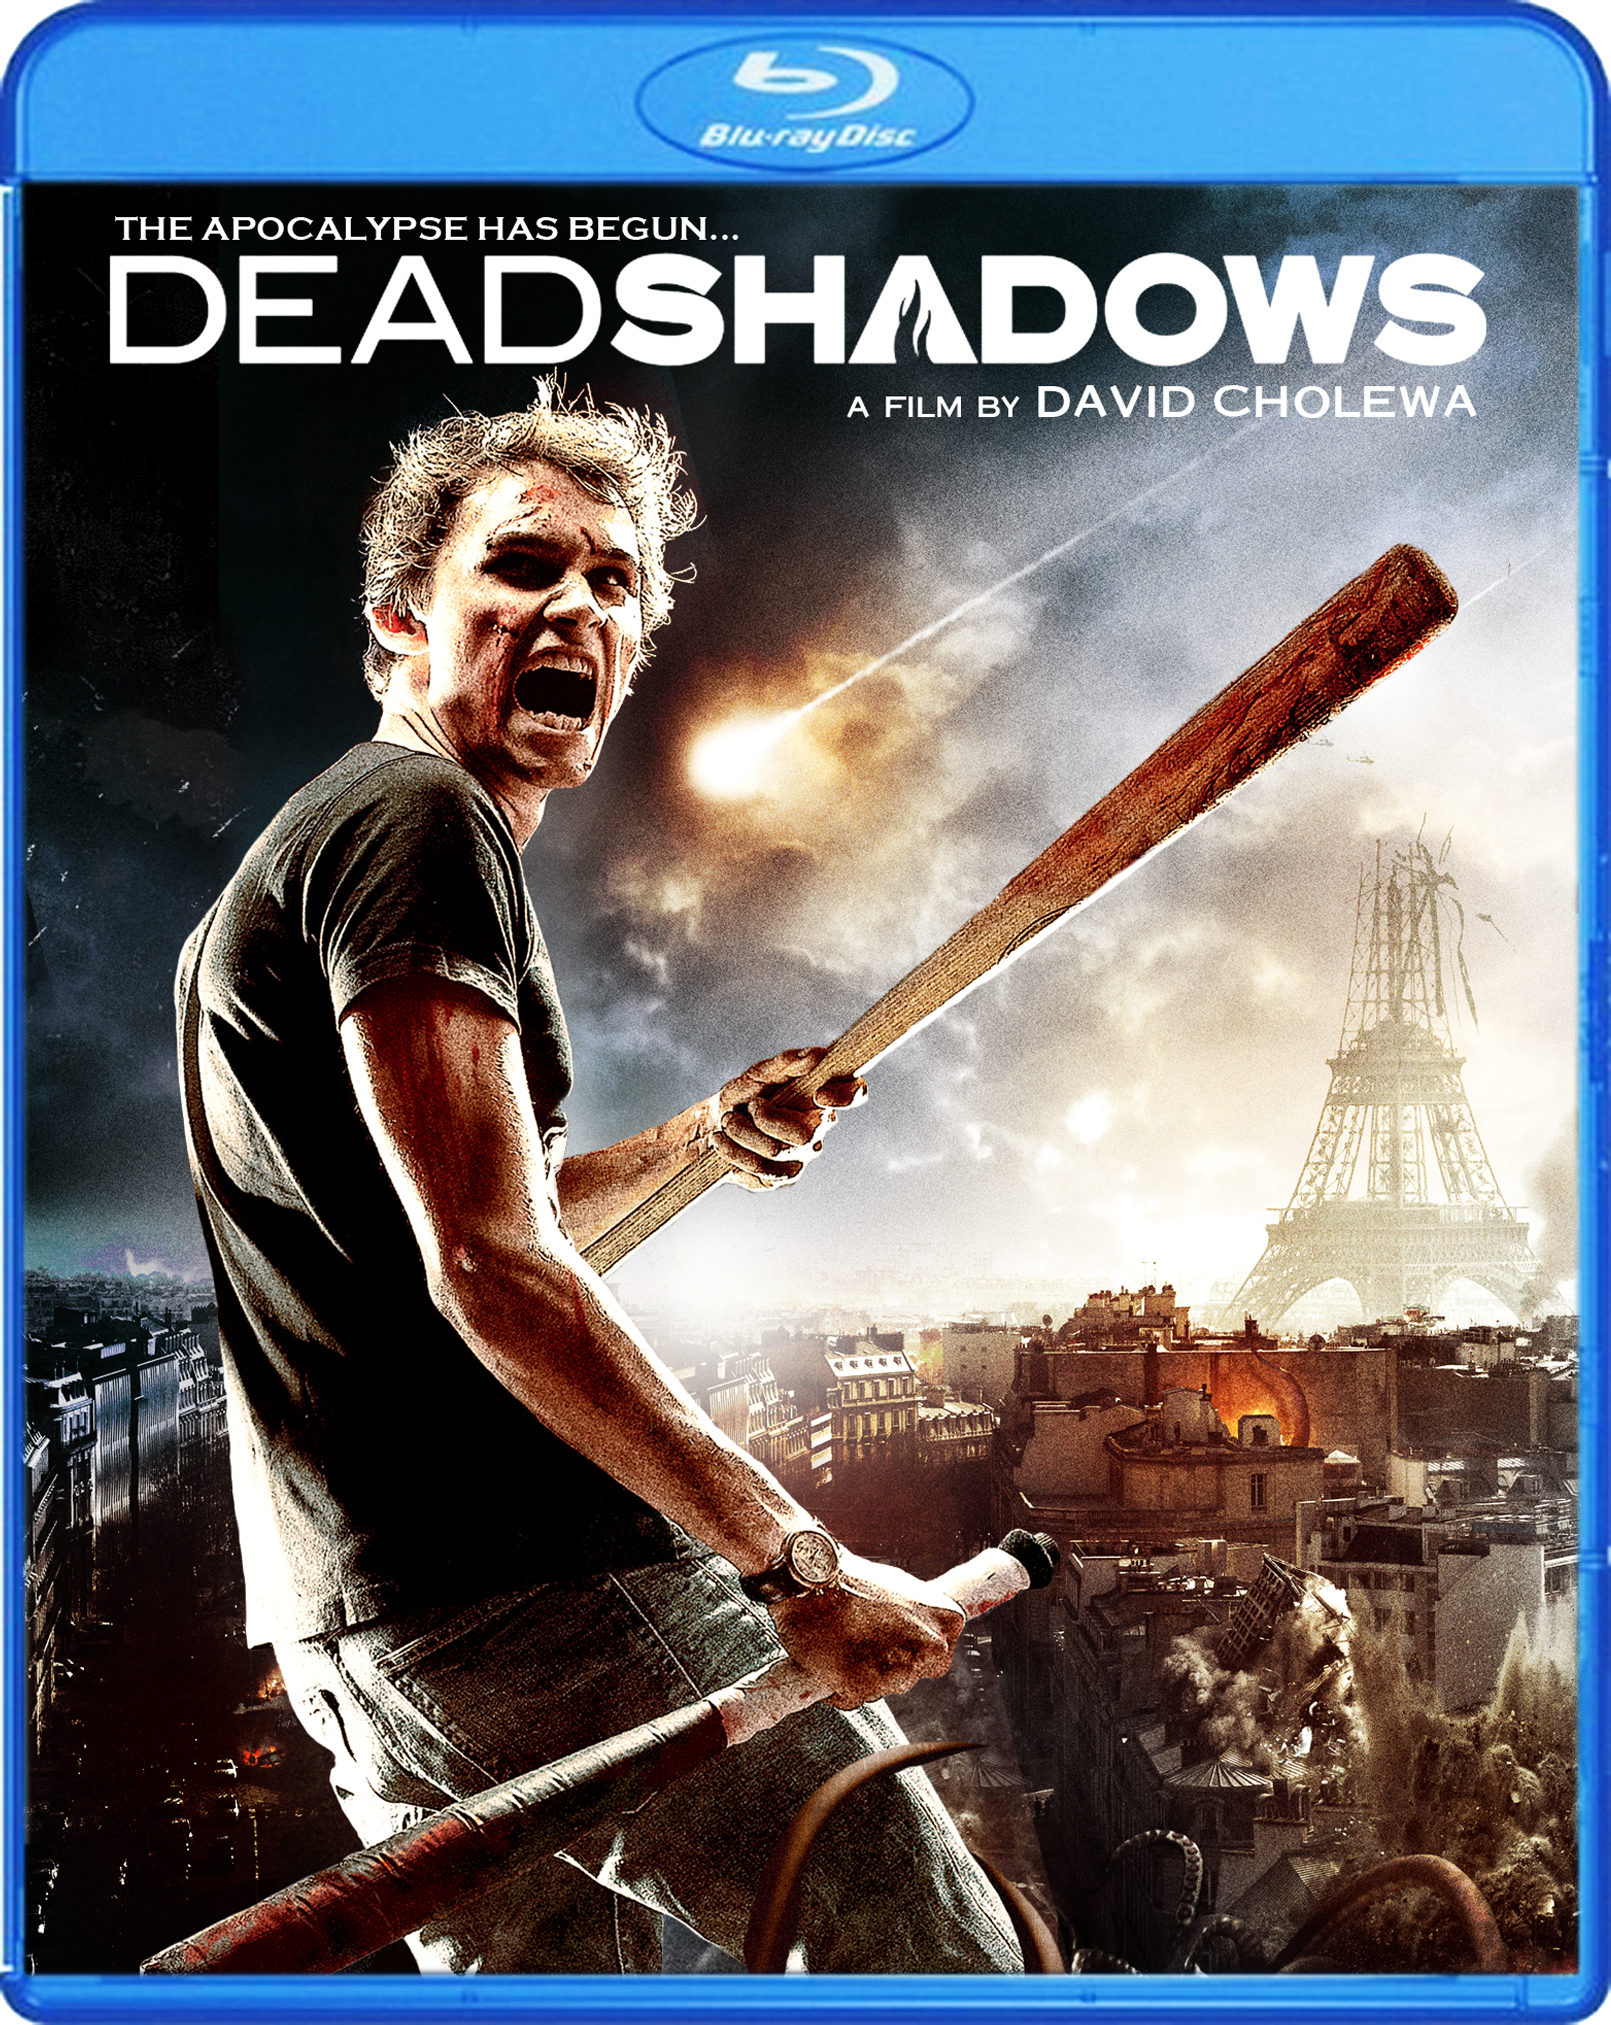 Blu-ray Disc
THE APOCALYPSE HAS BEGUN...
DEADSHADOWS
A FILM BY DAVID CHOLEWA